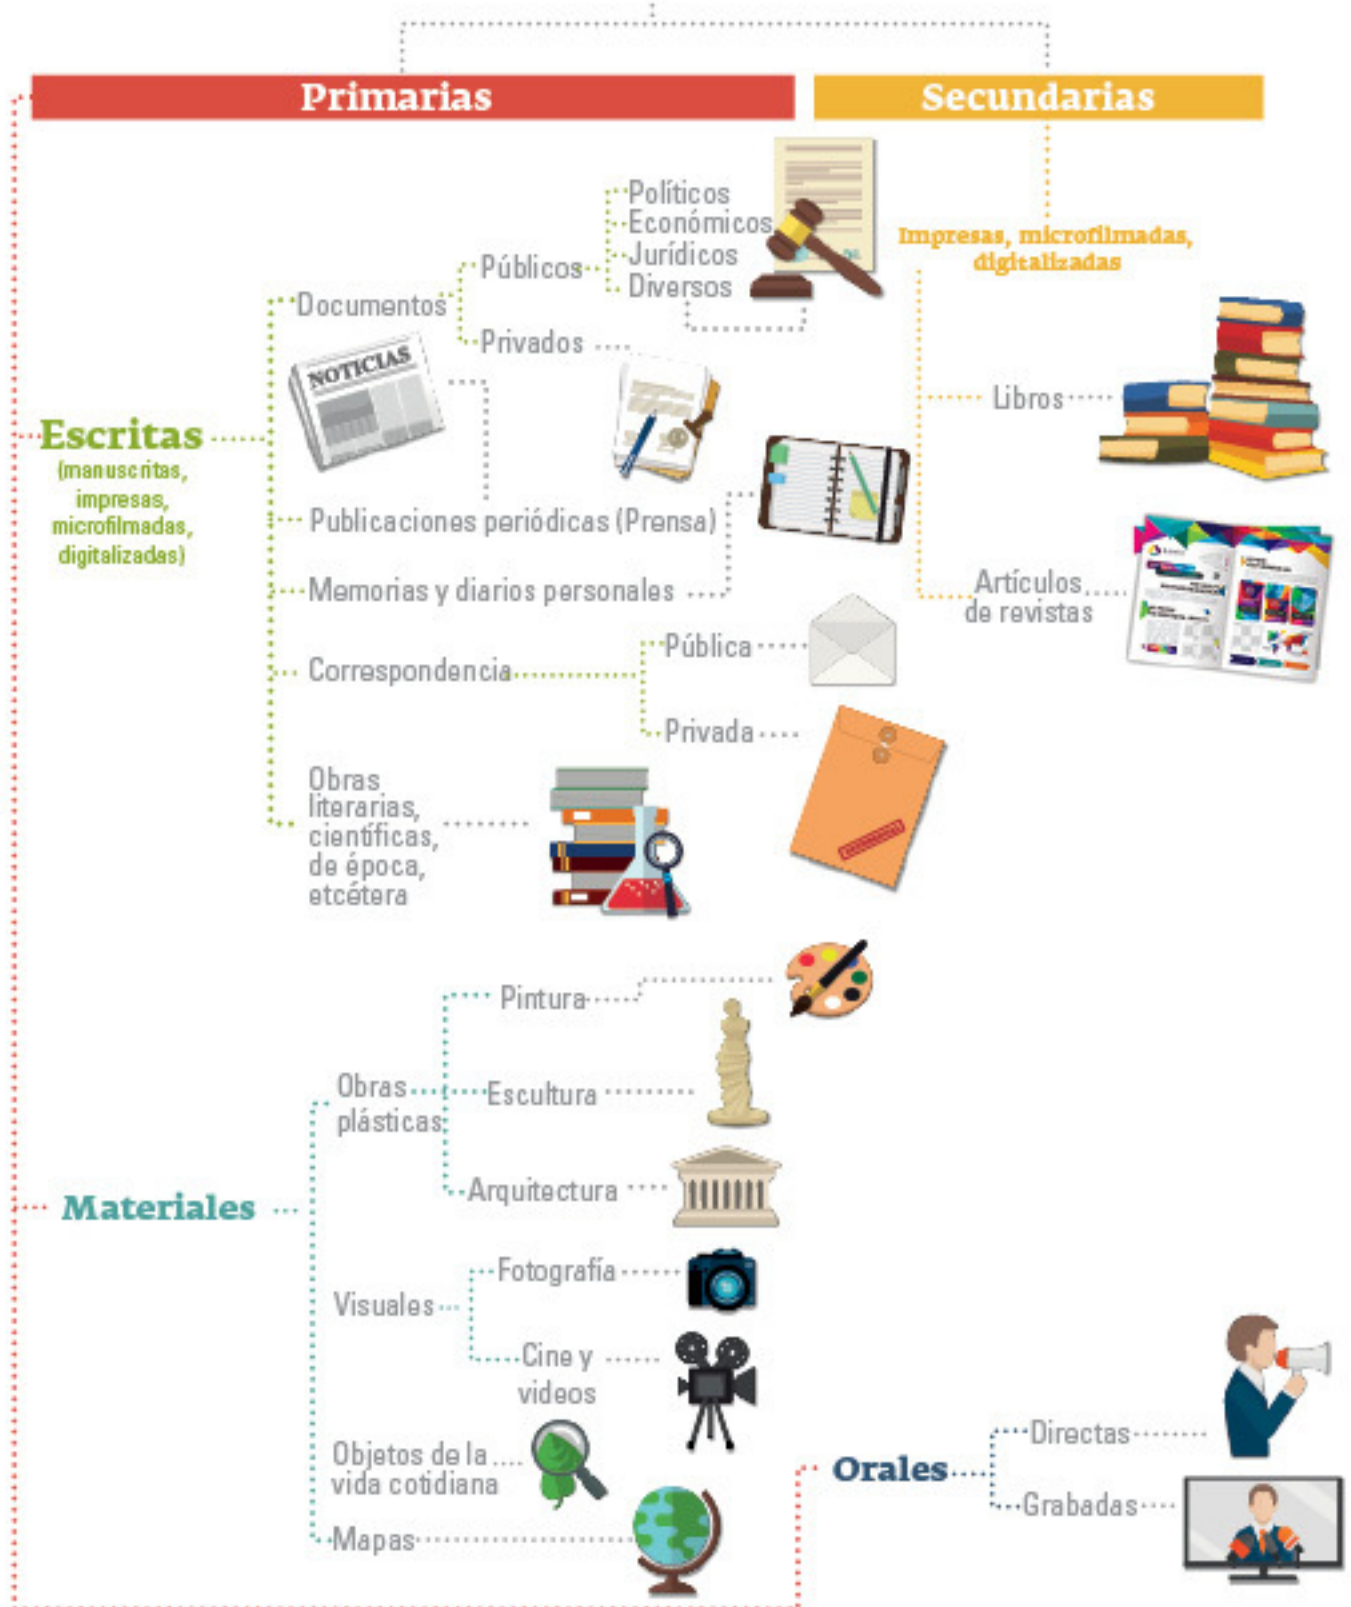 Primarias
Secundarias
Políticos
Económicos
Jurídicos
Diversos
Públicos
Documentos
Privados
NOTICIAS
Escritas
(manuscritas,
impresas,
microfilmadas,
digitalizadas)
Publicaciones periódicas (Prensa)
Memorias y diarios personales
Correspondencia
Pública
Privada
Obras
literarias,
científicas,
de época,
etcétera
Impresas, microfilmadas,
digitalizadas
Libros
Artículos
de revistas
Materiales
Obras
plásticas
Pintura
Escultura
Arquitectura
Visuales
Fotografía
Cine y
videos
Objetos de la
vida cotidiana
Mapas
Orales
Directas
Grabadas